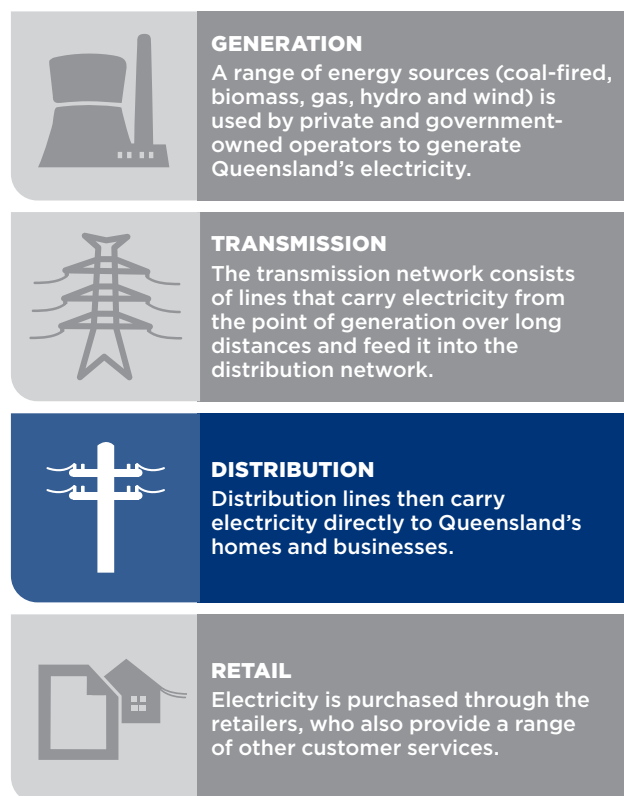 GENERATION
A range of energy sources (coal-fired,
biomass, gas, hydro and wind) is
used by private and government-
owned operators to generate
Queensland's electricity.
TRANSMISSION
The transmission network consists
of lines that carry electricity from
the point of generation over long
distances and feed it into the
distribution network.
DISTRIBUTION
Distribution lines then carry
electricity directly to Queensland's
homes and businesses.
RETAIL
Electricity is purchased through the
retailers, who also provide a range
of other customer services.